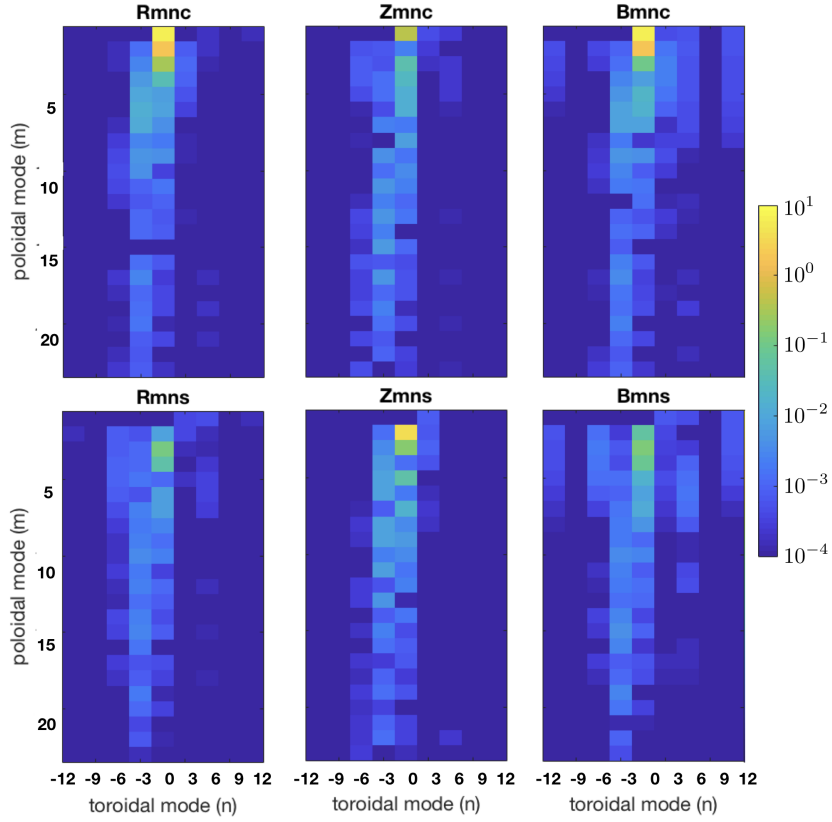 Rmnc Zmnc Bmnc
poloidal mode (m)
5
10
15
20
10^1
10^0
10^-1
10^-2
10^-3
10^-4
Rmns Zmns Bmns
poloidal mode (m)
5
10
15
20
-12 -9 -6 -3 0 3 6 9 12 -12 -9 -6 -3 0 3 6 9 12 -12 -9 -6 -3 0 3 6 9 12
toroidal mode (n) toroidal mode (n) toroidal mode (n)